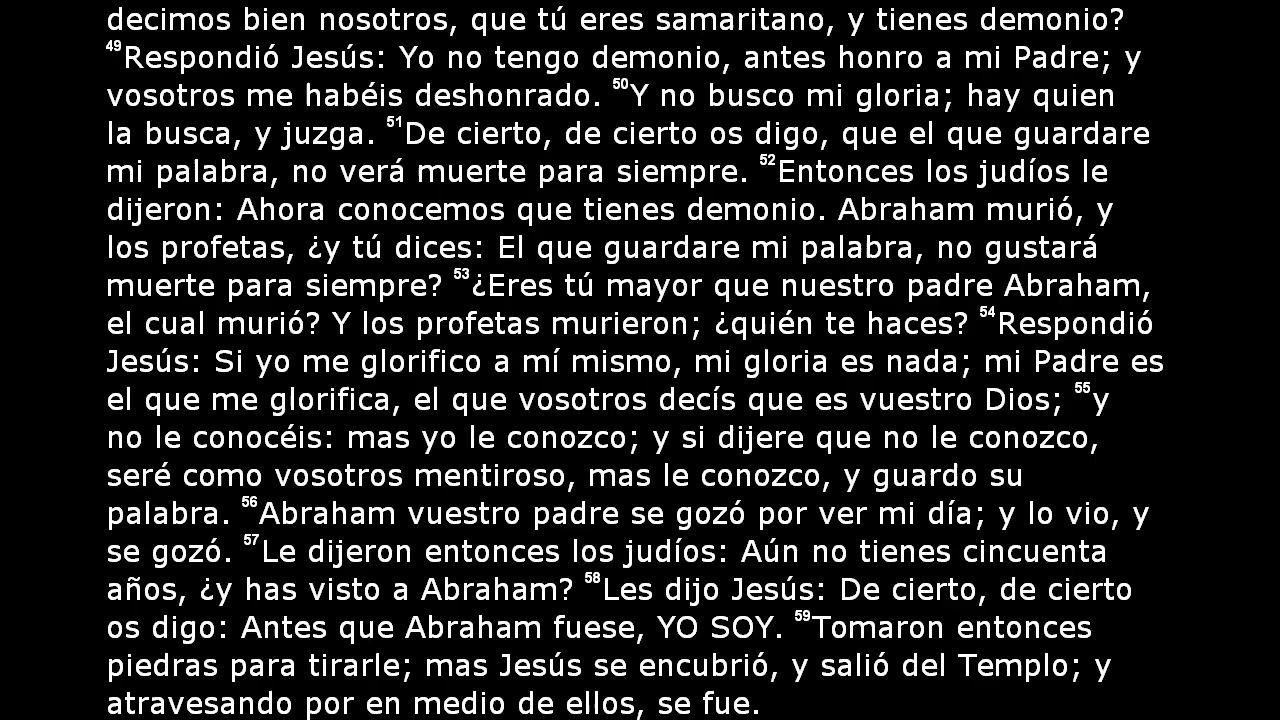 decimos bien nosotros, que tú eres samaritano, y tienes demonio?
49Respondió Jesús: Yo no tengo demonio, antes honro a mi Padre; y
vosotros me habéis deshonrado. 50Y no busco mi gloria; hay quien
la busca, y juzga. 51De cierto, de cierto os digo, que el que guardare
mi palabra, no verá muerte para siempre. 52Entonces los judíos le
dijeron: Ahora conocemos que tienes demonio. Abraham murió, y
los profetas, ¿y tú dices: El que guardare mi palabra, no gustará
muerte para siempre? 53¿Eres tú mayor que nuestro padre Abraham,
el cual murió? Y los profetas murieron; ¿quién te haces? 54Respondió
Jesús: Si yo me glorifico a mí mismo, mi gloria es nada; mi Padre es
el que me glorifica, el que vosotros decís que es vuestro Dios; 55y
no le conocéis: mas yo le conozco; y si dijere que no le conozco,
seré como vosotros mentiroso, mas le conozco, y guardo su
palabra. 56Abraham vuestro padre se gozó por ver mi día; y lo vio, y
se gozó. 57Le dijeron entonces los judíos: Aún no tienes cincuenta
años, ¿y has visto a Abraham? 58Les dijo Jesús: De cierto, de cierto
os digo: Antes que Abraham fuese, YO SOY. 59Tomaron entonces
piedras para tirarle; mas Jesús se encubrió, y salió del Templo; y
atravesando por en medio de ellos, se fue.